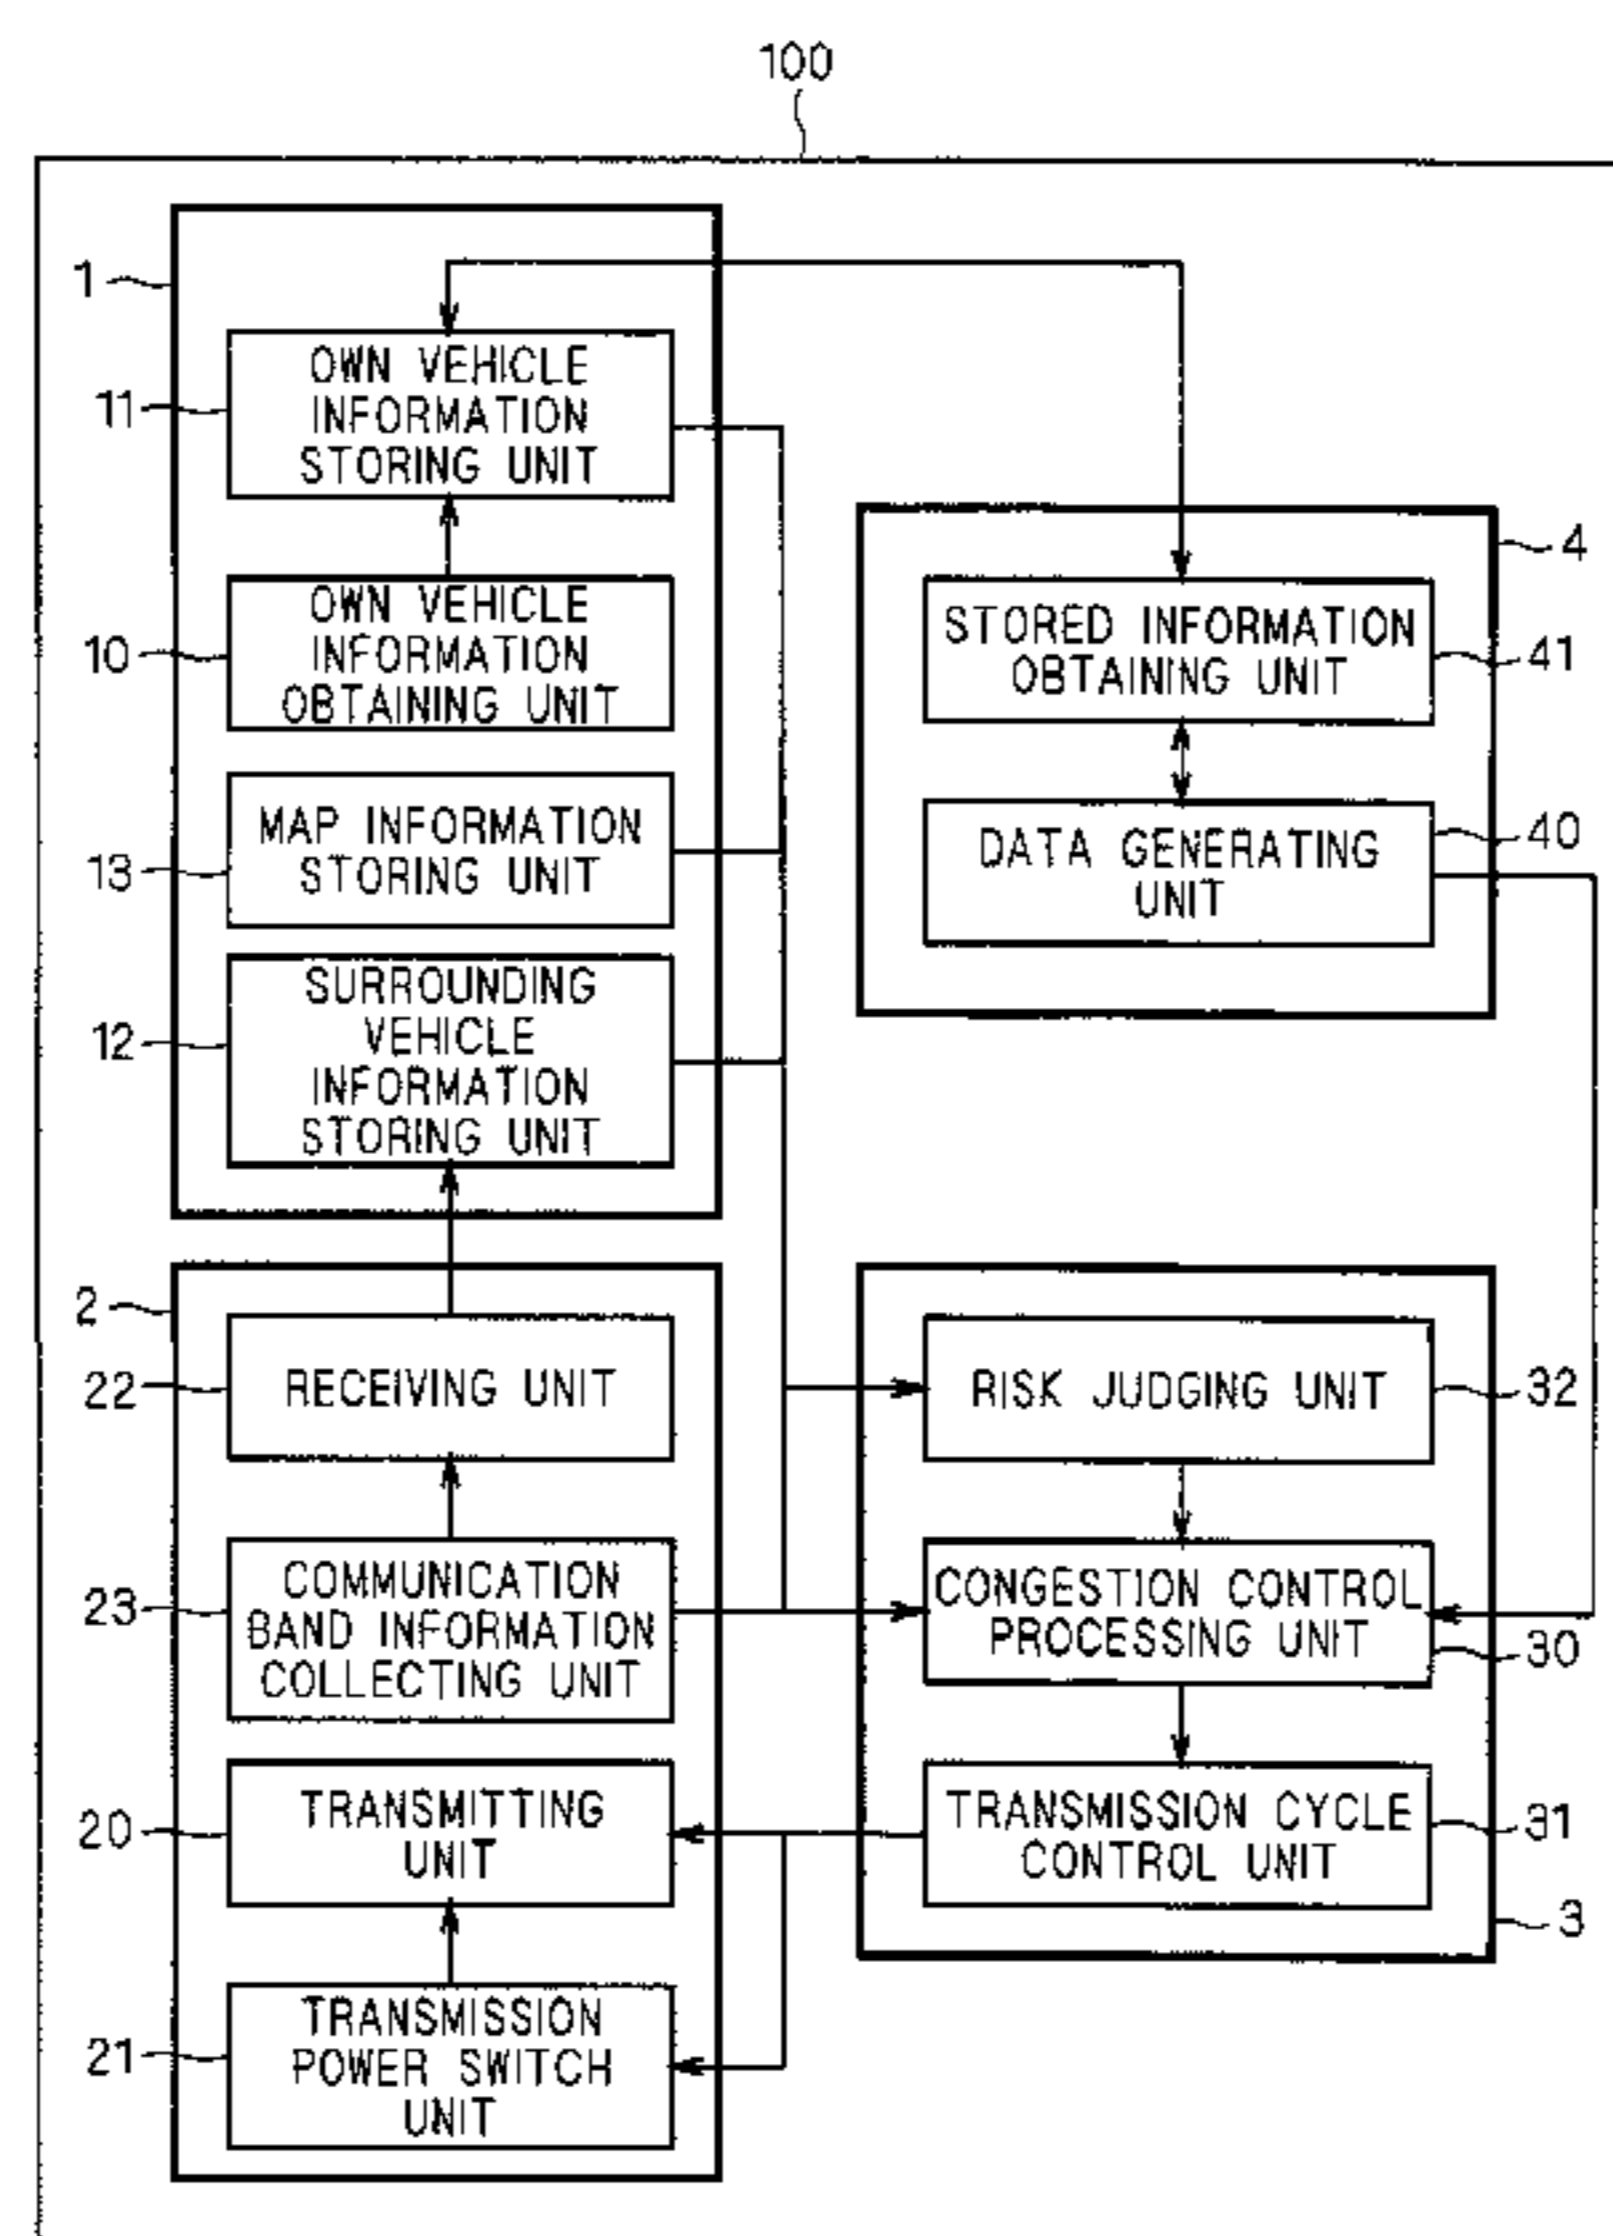 100
1
OWN VEHICLE
INFORMATION
STORING UNIT
11
OWN VEHICLE
INFORMATION
OBTAINING UNIT
10
MAP INFORMATION
STORING UNIT
13
SURROUNDING
VEHICLE
INFORMATION
STORING UNIT
12
4
STORED INFORMATION
OBTAINING UNIT
41
DATA GENERATING
UNIT
40
2
RECEIVING UNIT
22
COMMUNICATION
BAND INFORMATION
COLLECTING UNIT
23
TRANSMITTING
UNIT
20
TRANSMISSION
POWER SWITCH
UNIT
21
RISK JUDGING UNIT
32
CONGESTION CONTROL
PROCESSING UNIT
30
TRANSMISSION CYCLE
CONTROL UNIT
31
3